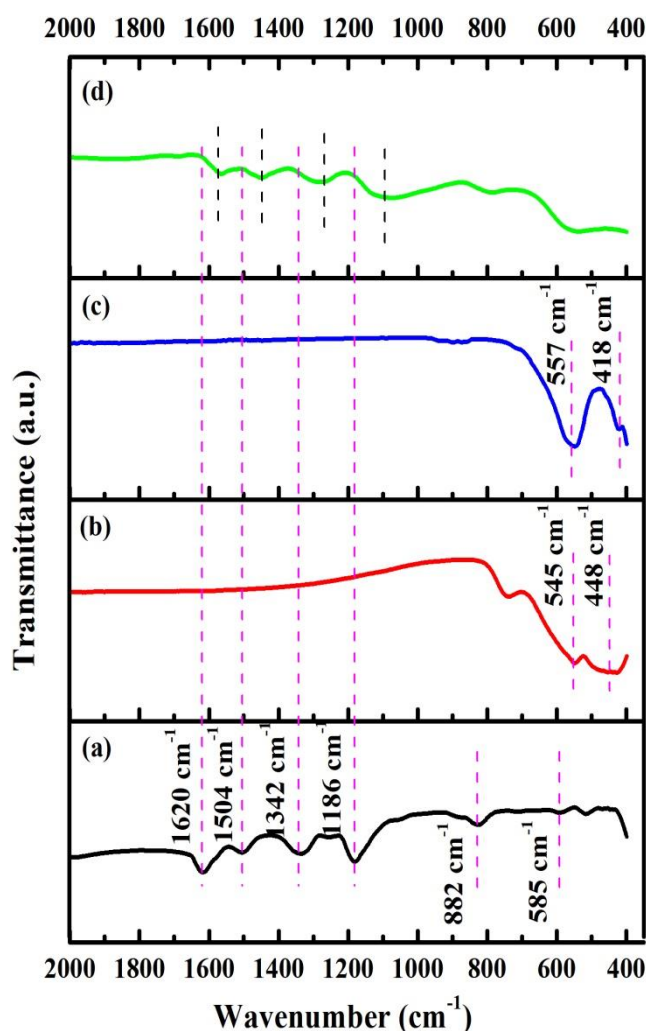 2000 1800 1600 1400 1200 1000 800 600 400
(d)
(c)
557 cm⁻¹
418 cm⁻¹
(b)
545 cm⁻¹
448 cm⁻¹
(a)
1620 cm⁻¹
1504 cm⁻¹
1342 cm⁻¹
1186 cm⁻¹
882 cm⁻¹
585 cm⁻¹
Transmittance (a.u.)
2000 1800 1600 1400 1200 1000 800 600 400
Wavenumber (cm⁻¹)